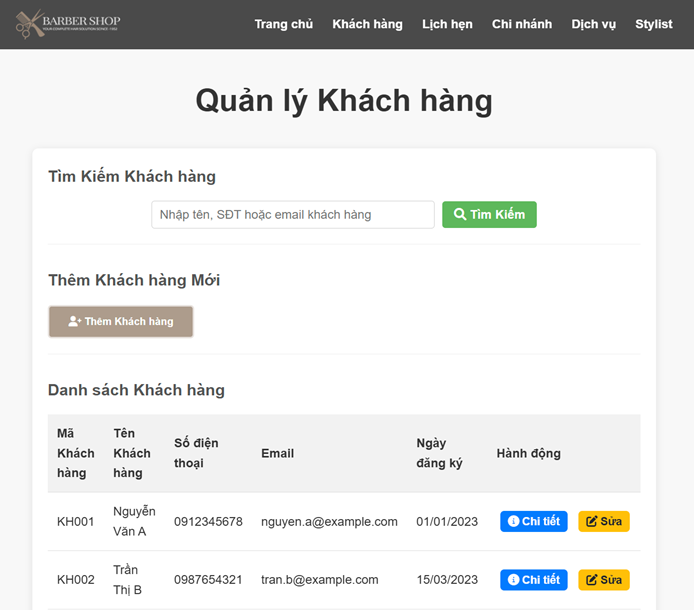 BARBER SHOP
Trang chủ Khách hàng Lịch hẹn Chi nhánh Dịch vụ Stylist
Quản lý Khách hàng
Tìm Kiếm Khách hàng
Nhập tên, SĐT hoặc email khách hàng Tìm Kiếm
Thêm Khách hàng Mới
Thêm Khách hàng
Danh sách Khách hàng
Mã Khách hàng Tên Khách hàng Số điện thoại Email Ngày đăng ký Hành động
KH001 Nguyễn Văn A 0912345678 nguyen.a@example.com 01/01/2023 Chi tiết Sửa
KH002 Trần Thị B 0987654321 tran.b@example.com 15/03/2023 Chi tiết Sửa